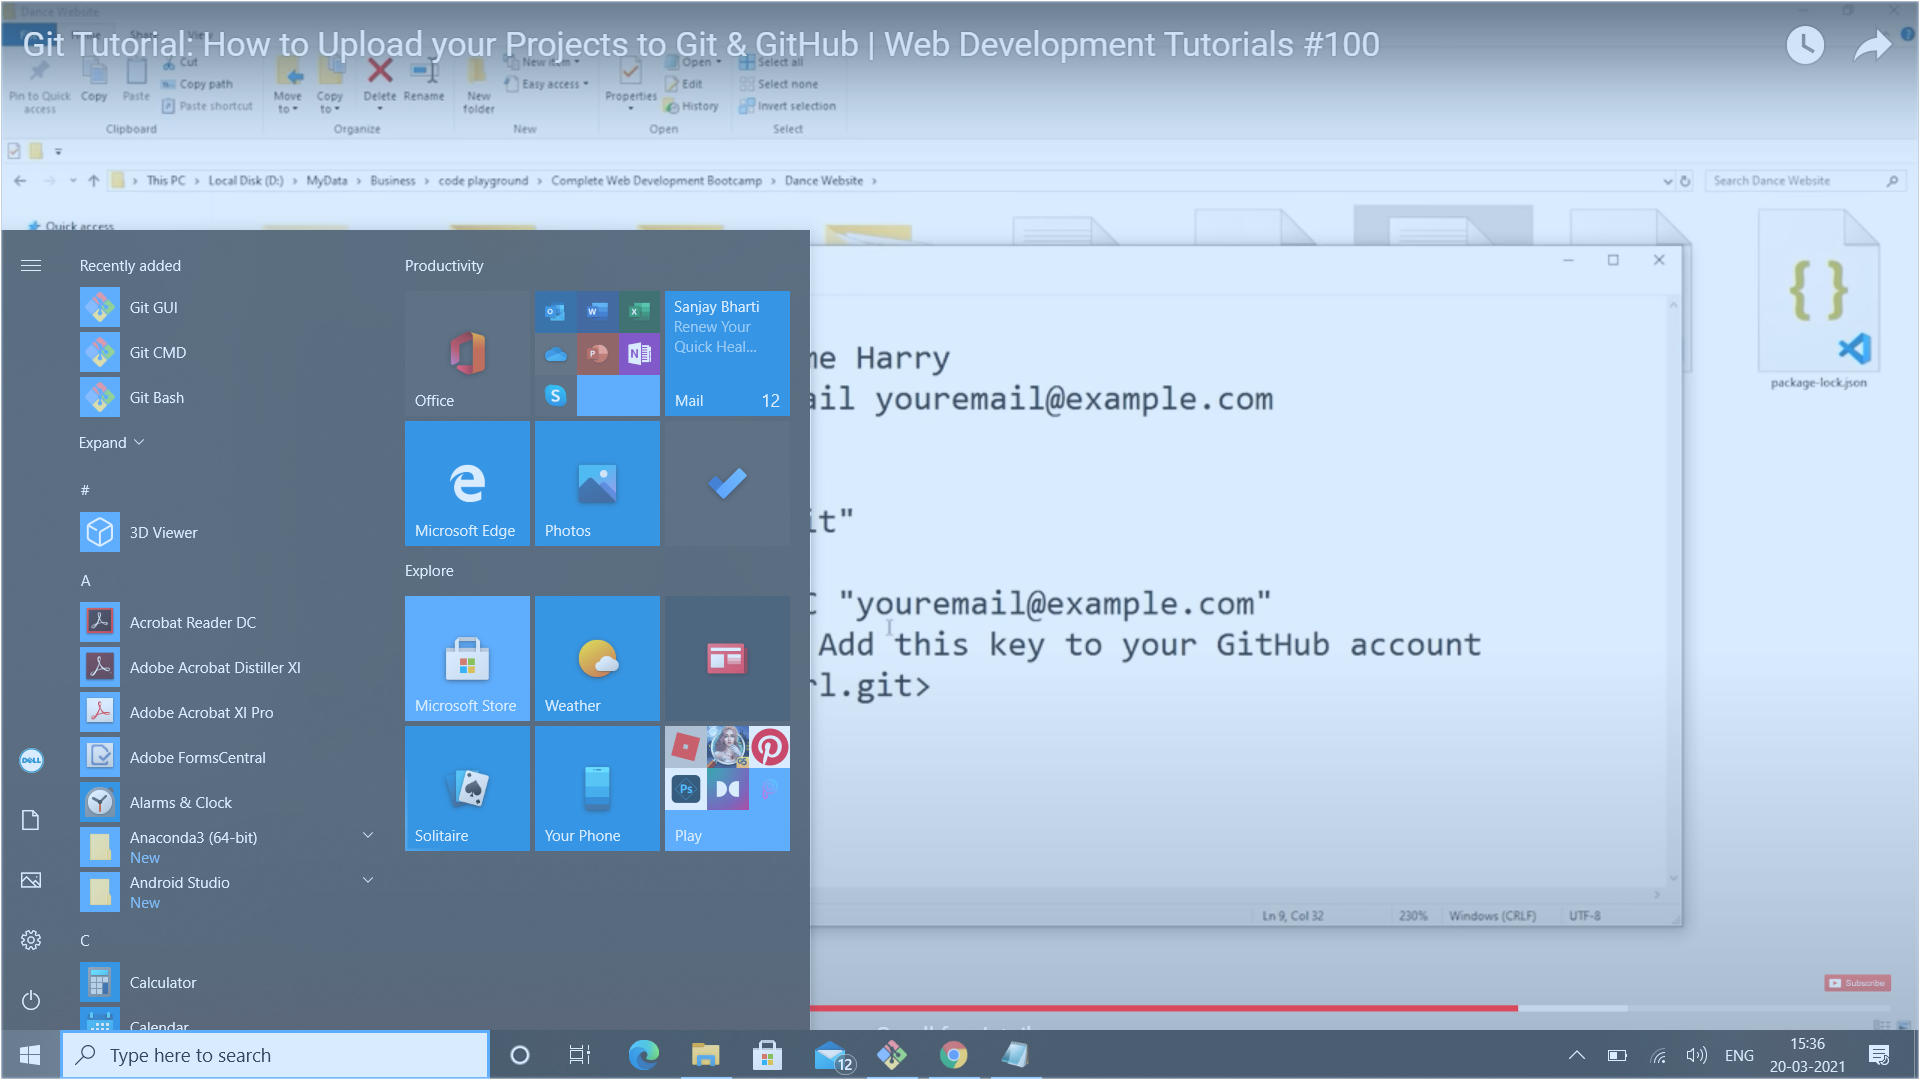 Dance Website
Git Tutorial: How to Upload your Projects to Git & GitHub | Web Development Tutorials #100
Pin to Quick access
Copy
Paste
Cut
Copy path
Paste shortcut
Clipboard
Move to
Copy to
Delete
Rename
Organize
New folder
New item
Easy access
New
Properties
Open
Edit
History
Open
Select all
Select none
Invert selection
Select
This PC > Local Disk (D:) > MyData > Business > code playground > Complete Web Development Bootcamp > Dance Website >
Search Dance Website
Quick access
Recently added
Git GUI
Git CMD
Git Bash
Expand
#
3D Viewer
A
Acrobat Reader DC
Adobe Acrobat Distiller XI
Adobe Acrobat XI Pro
Adobe FormsCentral
Alarms & Clock
Anaconda3 (64-bit)
New
Android Studio
New
C
Calculator
Calendar
DELL
Productivity
Office
Sanjay Bharti
Renew Your
Quick Heal...
Mail 12
Microsoft Edge
Photos
Explore
Microsoft Store
Weather
Solitaire
Your Phone
Ps
Play
me Harry
ail youremail@example.com
it"
C "youremail@example.com"
Add this key to your GitHub account
rl.git>
package-lock.json
Ln 9, Col 32
230%
Windows (CRLF)
UTF-8
Subscribe
Type here to search
12
ENG
15:36
20-03-2021